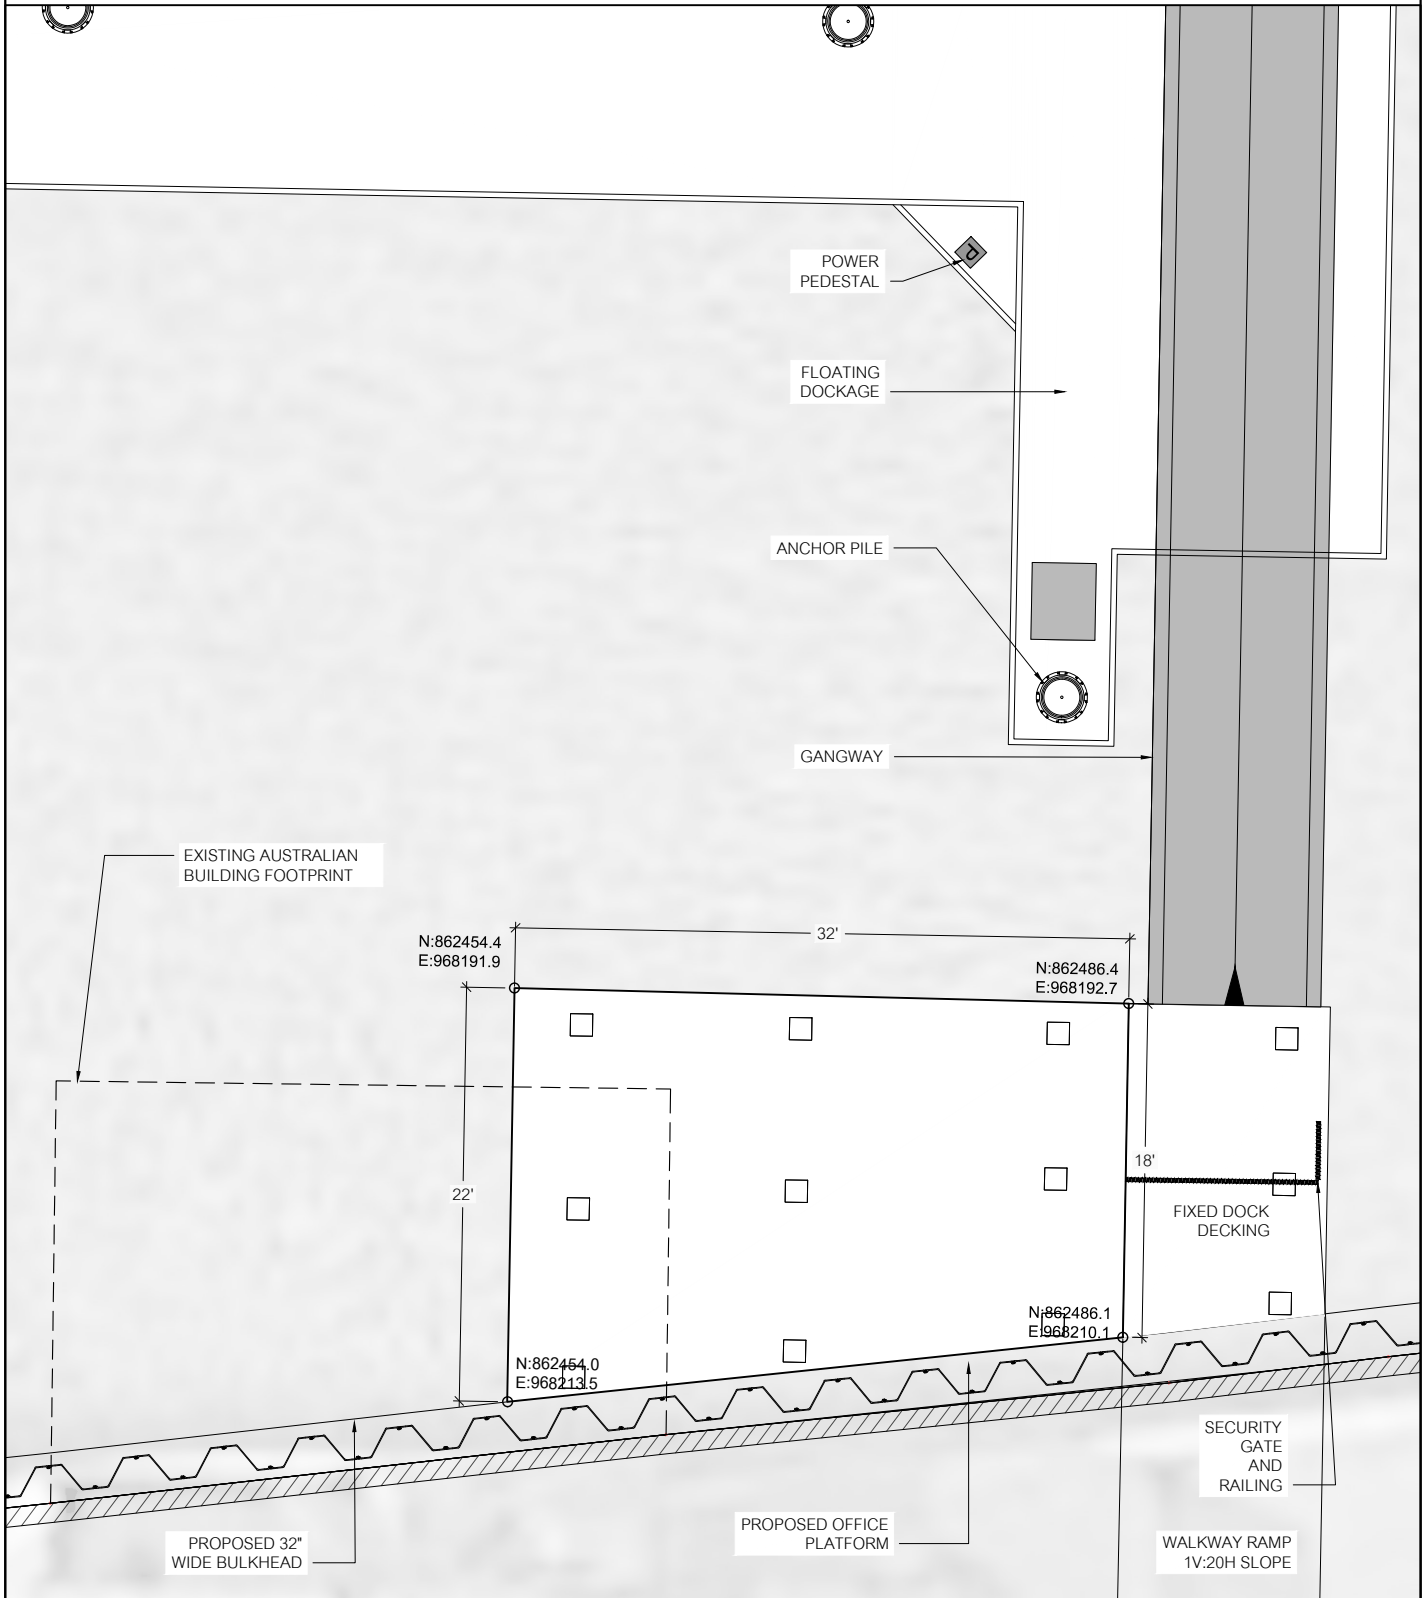 P
POWER
PEDESTAL
FLOATING
DOCKAGE
ANCHOR PILE
GANGWAY
EXISTING AUSTRALIAN
BUILDING FOOTPRINT
32'
N:862454.4
E:968191.9
N:862486.4
E:968192.7
22'
18'
FIXED DOCK
DECKING
N:862486.1
E:968210.1
N:862454.0
E:968213.5
SECURITY
GATE
AND
RAILING
PROPOSED 32"
WIDE BULKHEAD
PROPOSED OFFICE
PLATFORM
WALKWAY RAMP
1V:20H SLOPE